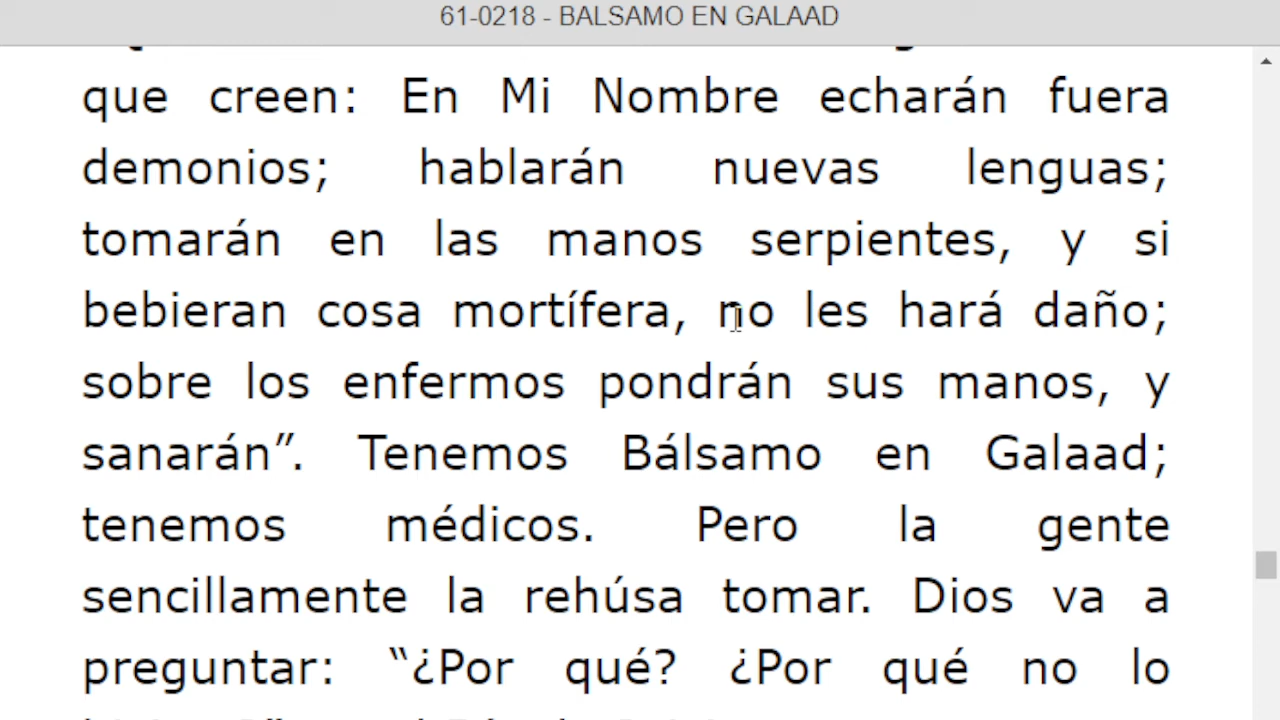 61-0218 - BALSAMO EN GALAAD
que creen: En Mi Nombre echarán fuera
demonios; hablarán nuevas lenguas;
tomarán en las manos serpientes, y si
bebieran cosa mortífera, no les hará daño;
sobre los enfermos pondrán sus manos, y
sanarán”. Tenemos Bálsamo en Galaad;
tenemos médicos. Pero la gente
sencillamente la rehúsa tomar. Dios va a
preguntar: “¿Por qué? ¿Por qué no lo